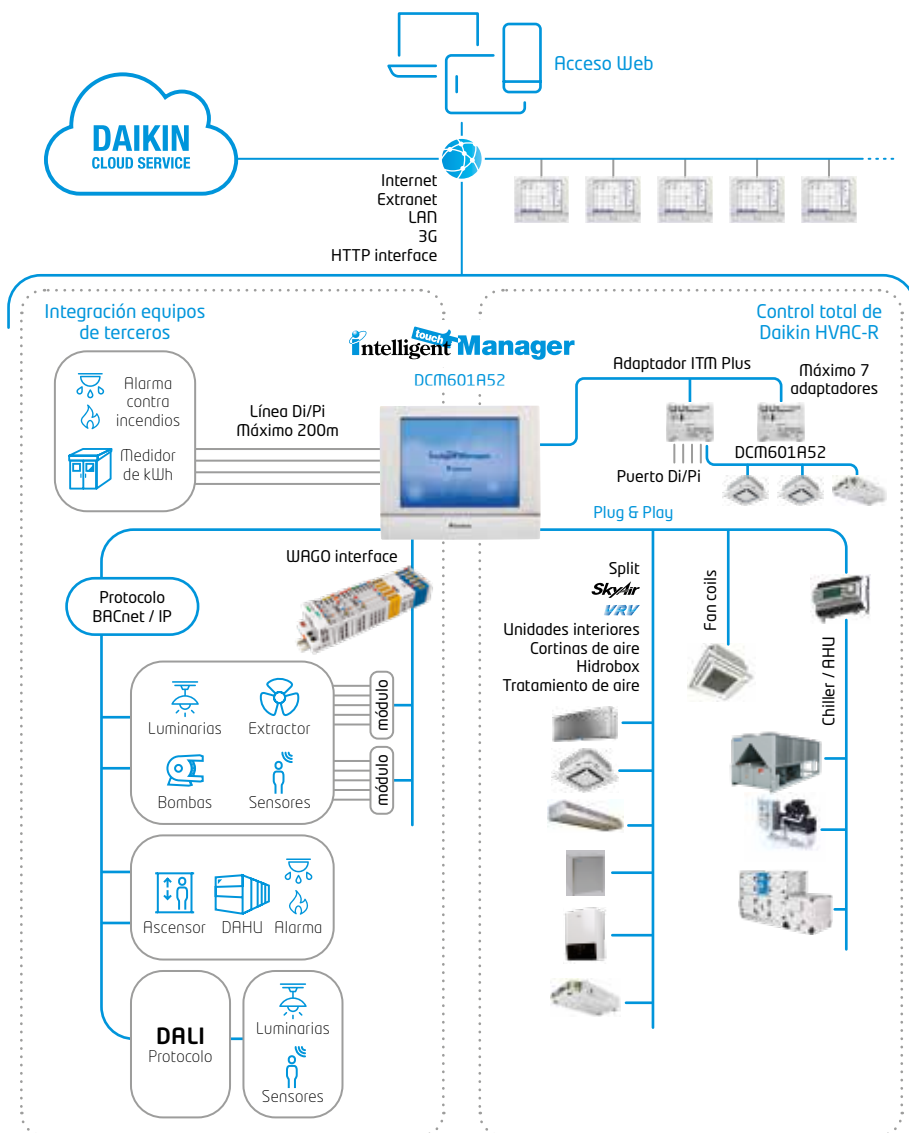 Acceso Web
DAIKIN
CLOUD SERVICE
Internet
Extranet
LAN
3G
HTTP interface
Integración equipos
de terceros
Control total de
Daikin HVAC-R
intelligent touch Manager
DCM601A52
Alarma
contra
incendios
Medidor
de kWh
Línea Di/Pi
Máximo 200m
Adaptador ITM Plus
Máximo 7
adaptadores
Puerto Di/Pi
DCM601A52
Plug & Play
WAGO interface
Protocolo
BACnet / IP
Split
SkyAir
VRV
Unidades interiores
Cortinas de aire
Hidrobox
Tratamiento de aire
Fan coils
Chiller / AHU
Luminarias
Extractor
módulo
Bombas
Sensores
módulo
Ascensor
DAHU
Alarma
DALI
Protocolo
Luminarias
Sensores